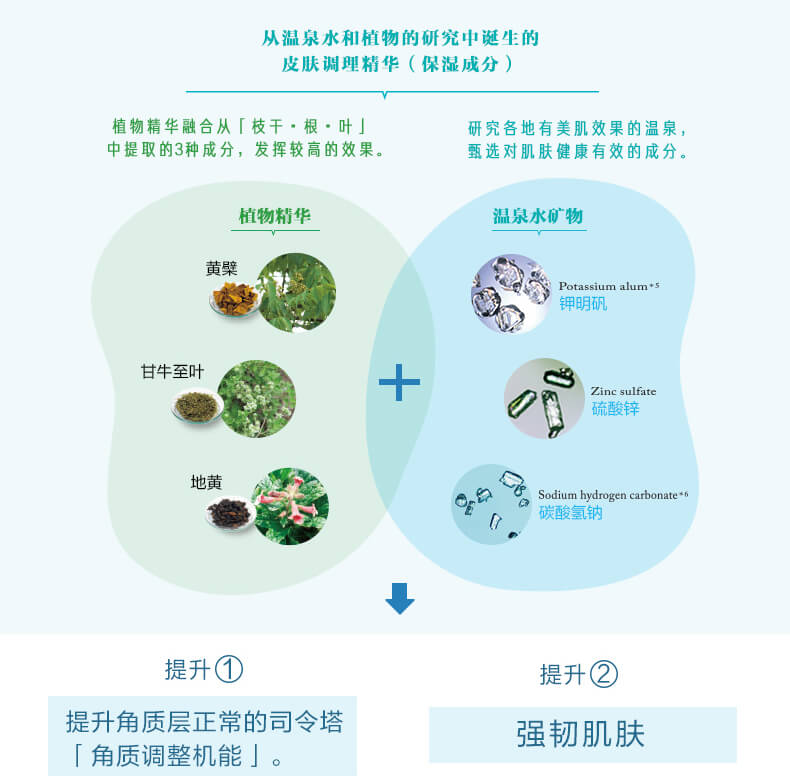 从温泉水和植物的研究中诞生的
皮肤调理精华（保湿成分）
植物精华融合从「枝干・根・叶」
中提取的3种成分，发挥较高的效果。
研究各地有美肌效果的温泉，
甄选对肌肤健康有效的成分。
植物精华
黄檗
甘牛至叶
地黄
温泉水矿物
Potassium alum*5
钾明矾
Zinc sulfate
硫酸锌
Sodium hydrogen carbonate*6
碳酸氢钠
提升①
提升角质层正常的司令塔
「角质调整机能」。
提升②
强韧肌肤